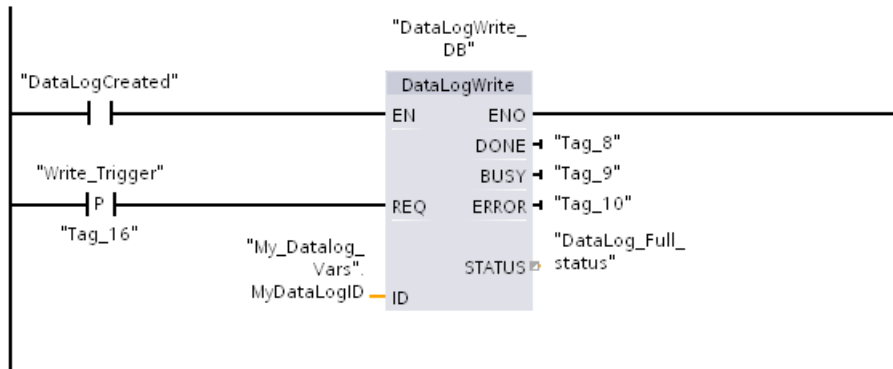 "DataLogWrite_
DB"
"DataLogCreated"
DataLogWrite
EN
ENO
DONE
"Tag_8"
"Write_Trigger"
BUSY
"Tag_9"
P
REQ
ERROR
"Tag_10"
"Tag_16"
"My_Datalog_
Vars".
MyDataLogID
ID
STATUS
"DataLog_Full_
status"